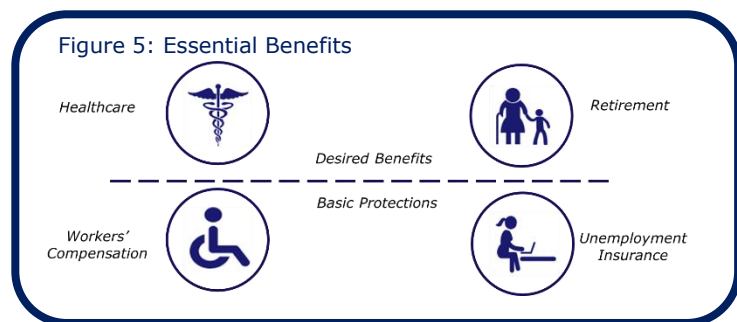 Figure 5: Essential Benefits
Healthcare
Retirement
Desired Benefits
Basic Protections
Workers’
Compensation
Unemployment
Insurance